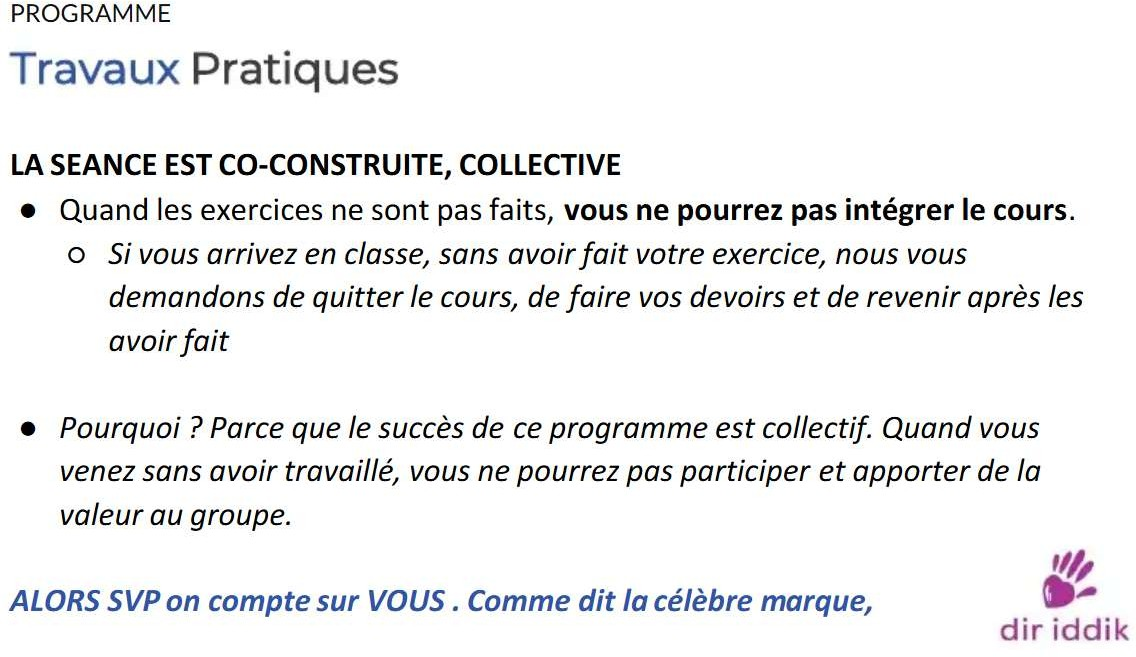 PROGRAMME
Travaux Pratiques
LA SEANCE EST CO-CONSTRUITE, COLLECTIVE
● Quand les exercices ne sont pas faits, vous ne pourrez pas intégrer le cours.
○ Si vous arrivez en classe, sans avoir fait votre exercice, nous vous
demandons de quitter le cours, de faire vos devoirs et de revenir après les
avoir fait
● Pourquoi ? Parce que le succès de ce programme est collectif. Quand vous
venez sans avoir travaillé, vous ne pourrez pas participer et apporter de la
valeur au groupe.
ALORS SVP on compte sur VOUS . Comme dit la célèbre marque,
dir iddik